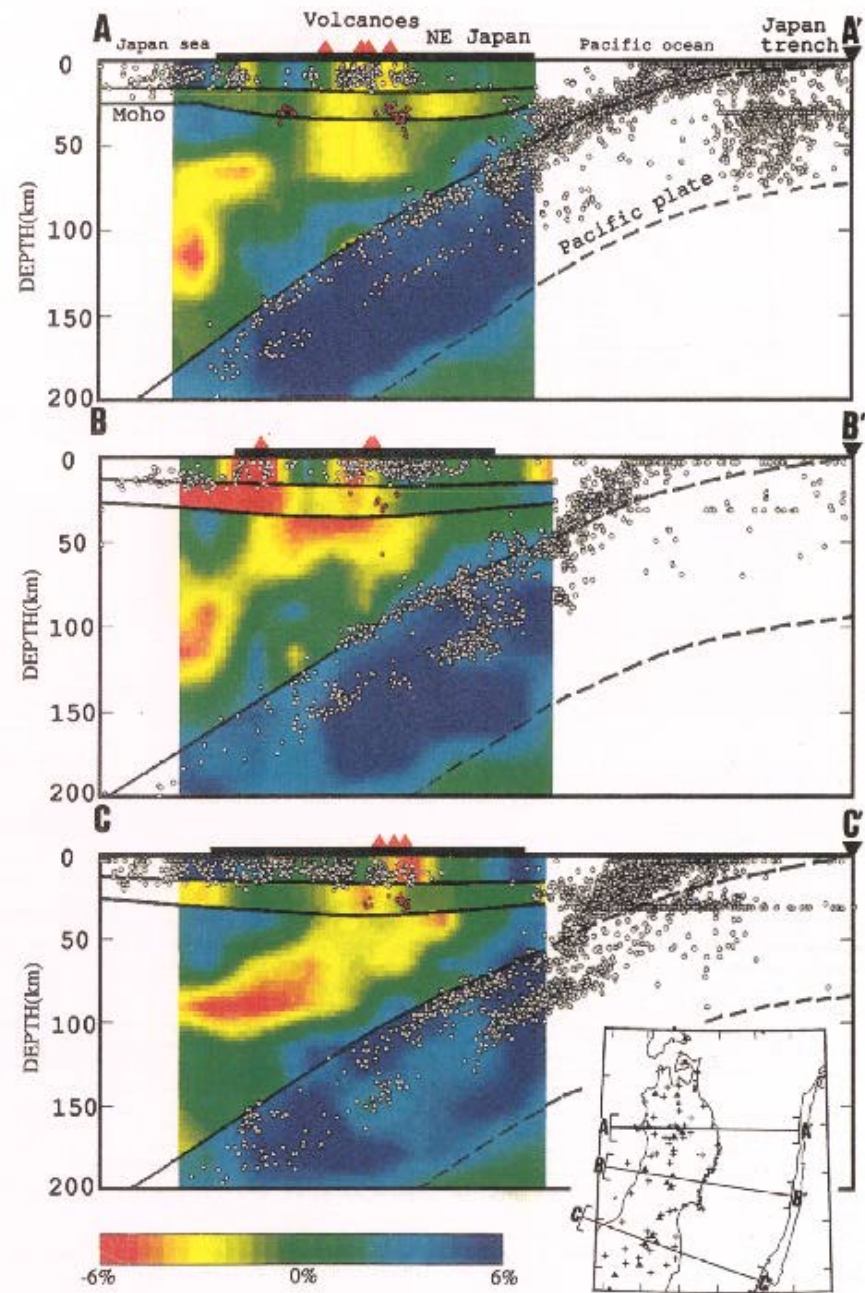 A
Volcanoes
A'
Japan sea
NE Japan
Pacific ocean
Japan trench
0
Moho
50
100
150
200
DEPTH(km)
Pacific plate
B
B'
0
50
100
150
200
DEPTH(km)
C
C'
0
50
100
150
200
DEPTH(km)
A
A'
B
B'
C
C'
-6%
0%
6%